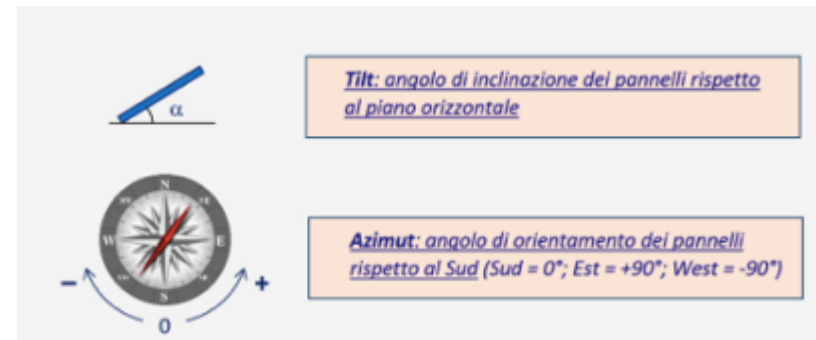 Tilt: angolo di inclinazione dei pannelli rispetto
al piano orizzontale
α
N
W
E
S
Azimut: angolo di orientamento dei pannelli
rispetto al Sud (Sud = 0°; Est = +90°; West = -90°)
−
+
0